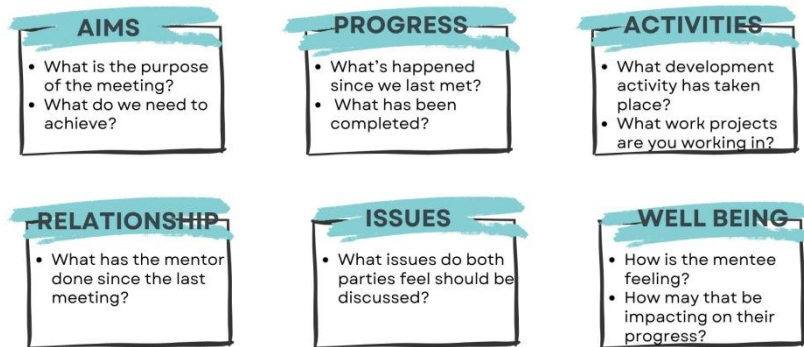 AIMS
• What is the purpose
of the meeting?
• What do we need to
achieve?
PROGRESS
• What's happened
since we last met?
• What has been
completed?
ACTIVITIES
• What development
activity has taken
place?
• What work projects
are you working in?
RELATIONSHIP
• What has the mentor
done since the last
meeting?
ISSUES
• What issues do both
parties feel should be
discussed?
WELL BEING
• How is the mentee
feeling?
• How may that be
impacting on their
progress?